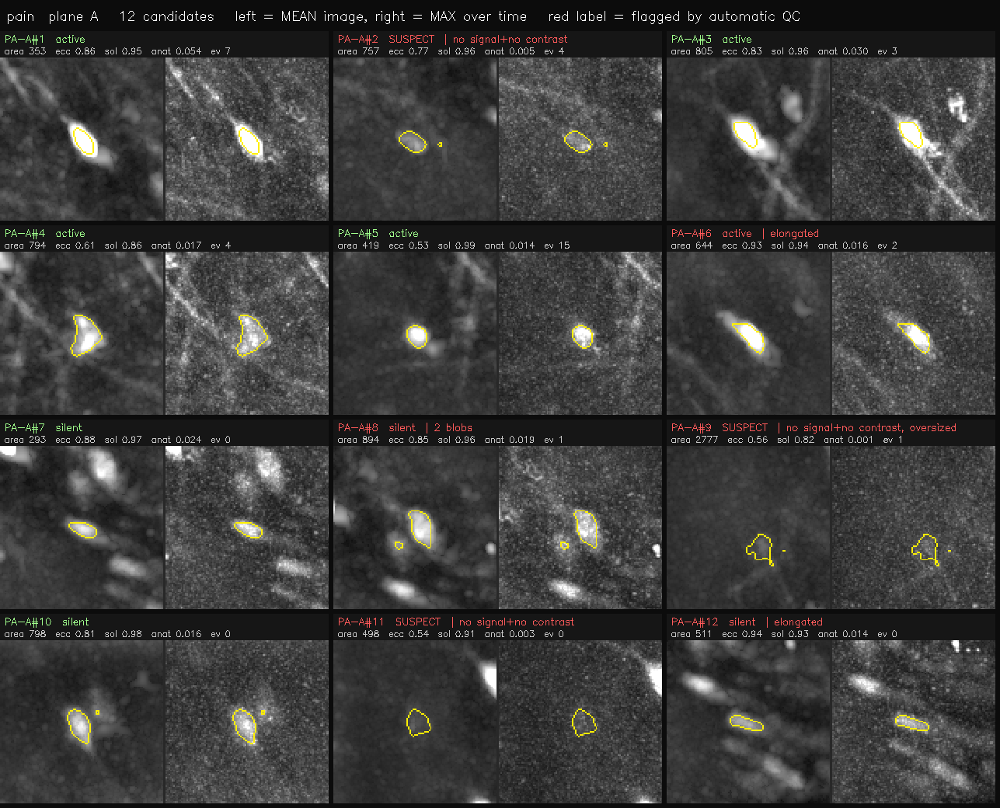 pain   plane A   12 candidates   left = MEAN image, right = MAX over time   red label = flagged by automatic QC
PA-A#1  active
area 353  ecc 0.86  sol 0.95  anat 0.054  ev 7
PA-A#2  SUSPECT  | no signal+no contrast
area 757  ecc 0.77  sol 0.96  anat 0.005  ev 4
PA-A#3  active
area 805  ecc 0.83  sol 0.96  anat 0.030  ev 3
PA-A#4  active
area 794  ecc 0.61  sol 0.86  anat 0.017  ev 4
PA-A#5  active
area 419  ecc 0.53  sol 0.99  anat 0.014  ev 15
PA-A#6  active  | elongated
area 644  ecc 0.93  sol 0.94  anat 0.016  ev 2
PA-A#7  silent
area 293  ecc 0.88  sol 0.97  anat 0.024  ev 0
PA-A#8  silent  | 2 blobs
area 894  ecc 0.85  sol 0.96  anat 0.019  ev 1
PA-A#9  SUSPECT  | no signal+no contrast, oversized
area 2777  ecc 0.56  sol 0.82  anat 0.001  ev 1
PA-A#10  silent
area 798  ecc 0.81  sol 0.98  anat 0.016  ev 0
PA-A#11  SUSPECT  | no signal+no contrast
area 498  ecc 0.54  sol 0.91  anat 0.003  ev 0
PA-A#12  silent  | elongated
area 511  ecc 0.94  sol 0.93  anat 0.014  ev 0